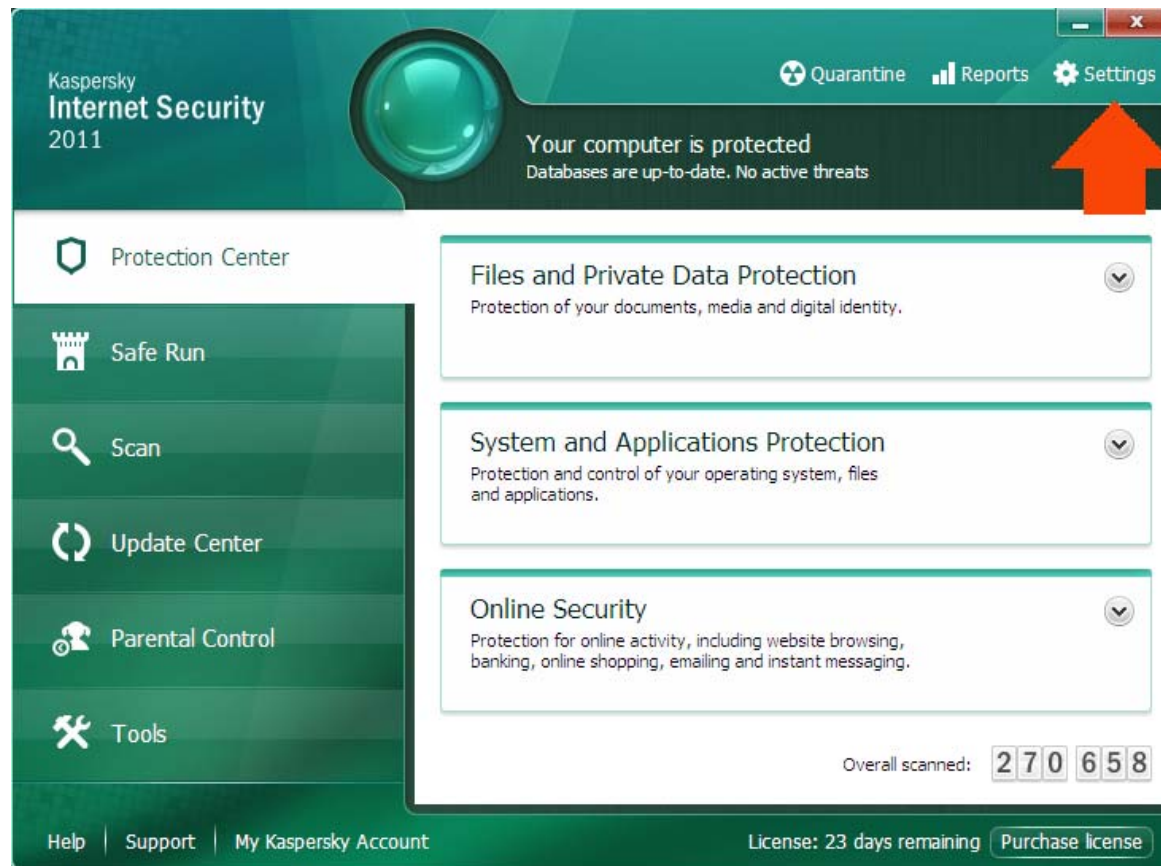 Kaspersky
Internet Security
2011
Quarantine
Reports
Settings
Your computer is protected
Databases are up-to-date. No active threats
Protection Center
Safe Run
Scan
Update Center
Parental Control
Tools
Files and Private Data Protection
Protection of your documents, media and digital identity.
System and Applications Protection
Protection and control of your operating system, files
and applications.
Online Security
Protection for online activity, including website browsing,
banking, online shopping, emailing and instant messaging.
Overall scanned: 270 658
Help
Support
My Kaspersky Account
License: 23 days remaining
Purchase license